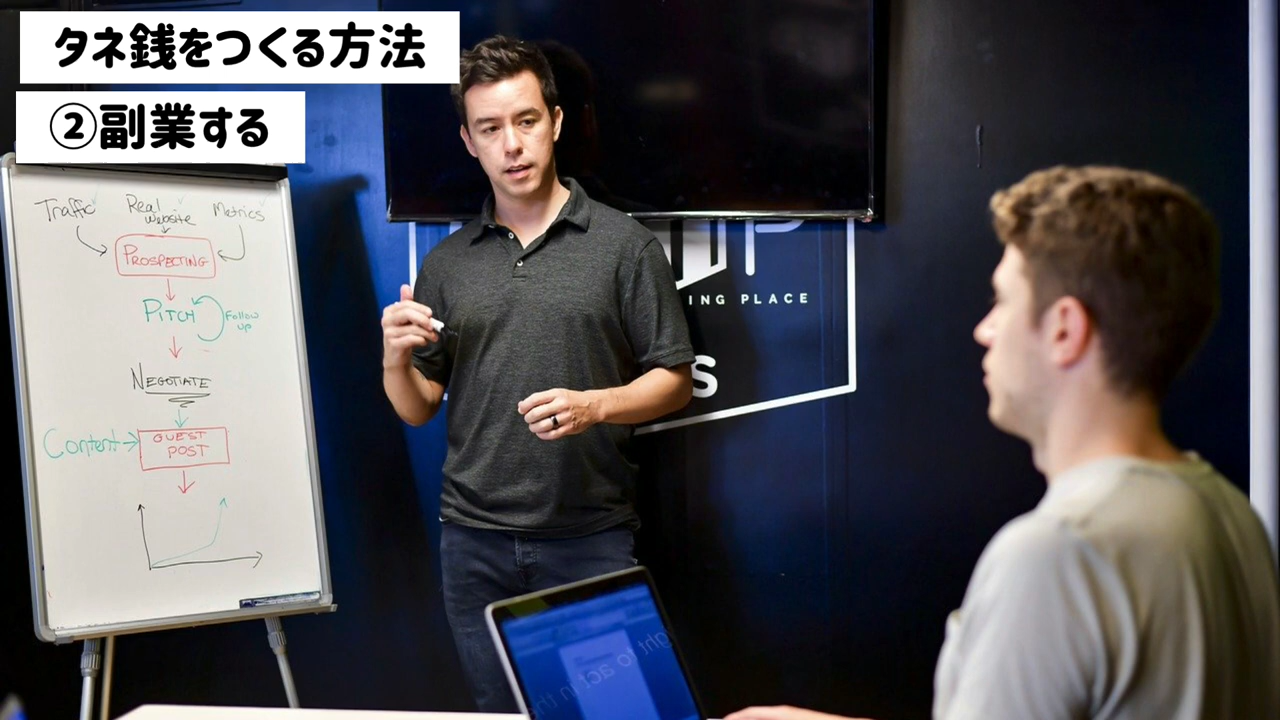 タネ銭をつくる方法
②副業する
Traffic Real Website Metrics
PROSPECTING
PITCH
Follow up
NEGOTIATE
Content
GUEST
POST
ING PLACE
S